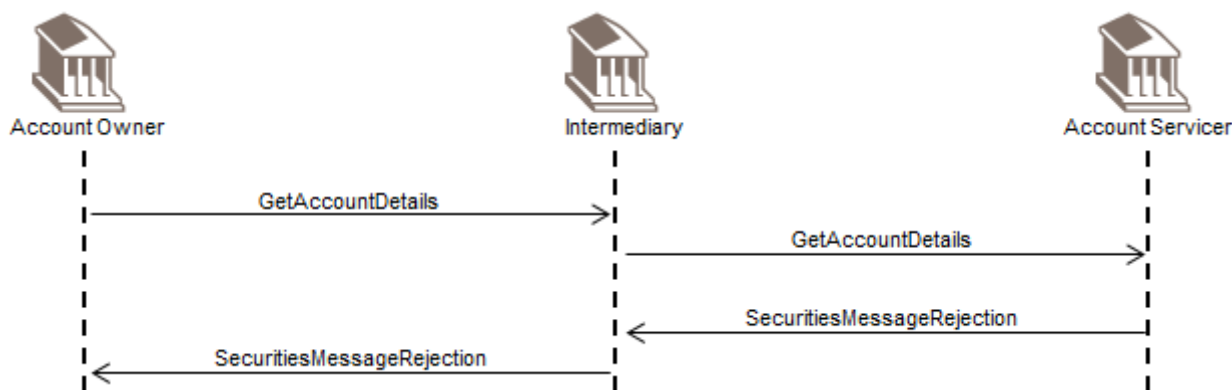 Account Owner
Intermediary
Account Servicer
GetAccountDetails
GetAccountDetails
SecuritiesMessageRejection
SecuritiesMessageRejection